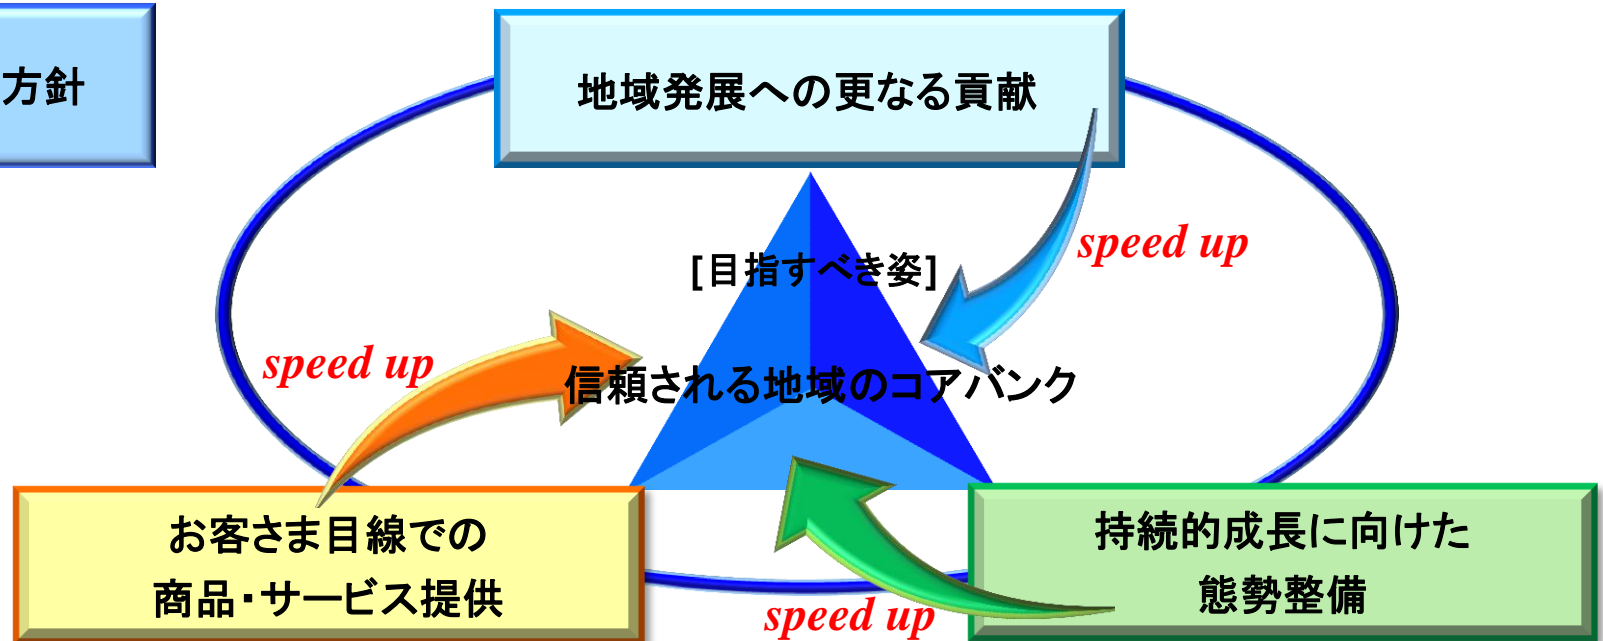 方針
地域発展への更なる貢献
speed up
[目指すべき姿]
speed up
信頼される地域のコアバンク
お客さま目線での
商品・サービス提供
持続的成長に向けた
態勢整備
speed up